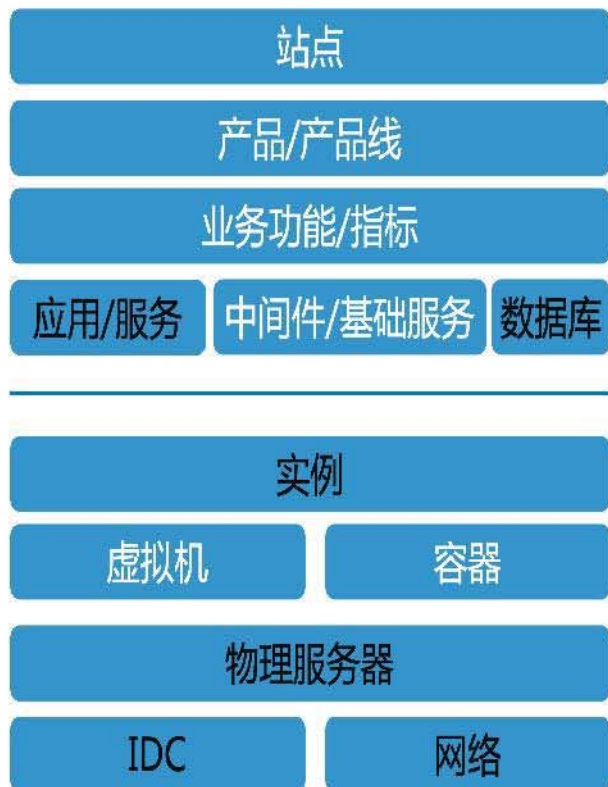 站点
产品/产品线
业务功能/指标
应用/服务 中间件/基础服务 数据库
实例
虚拟机 容器
物理服务器
IDC 网络